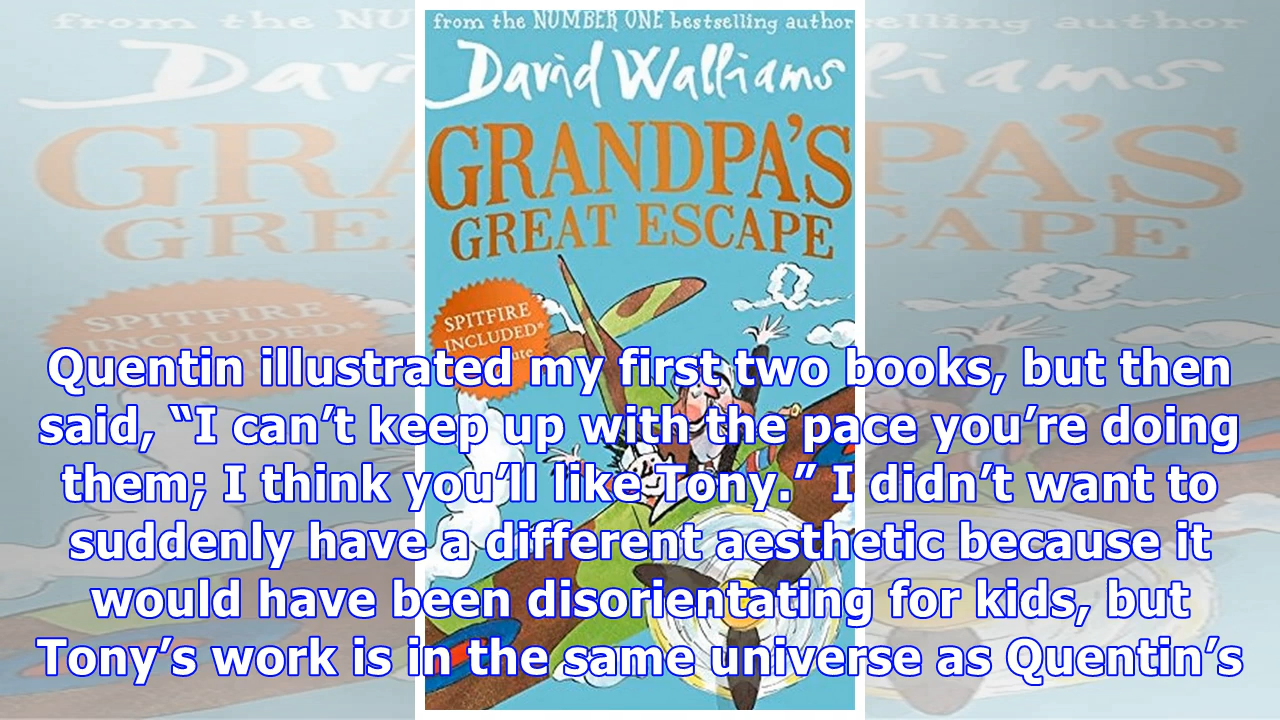 from the NUMBER ONE bestselling author
David Walliams
GRANDPA'S
GREAT ESCAPE
SPITFIRE
INCLUDED*
Quentin illustrated my first two books, but then
said, “I can’t keep up with the pace you’re doing
them; I think you’ll like Tony.” I didn’t want to
suddenly have a different aesthetic because it
would have been disorientating for kids, but
Tony’s work is in the same universe as Quentin’s